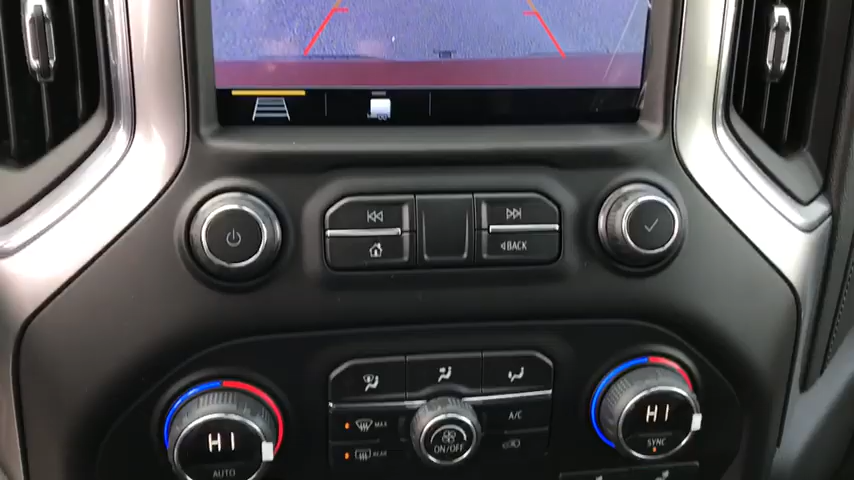 BACK
HI
AUTO
MAX
REAR
A/C
ON/OFF
HI
SYNC